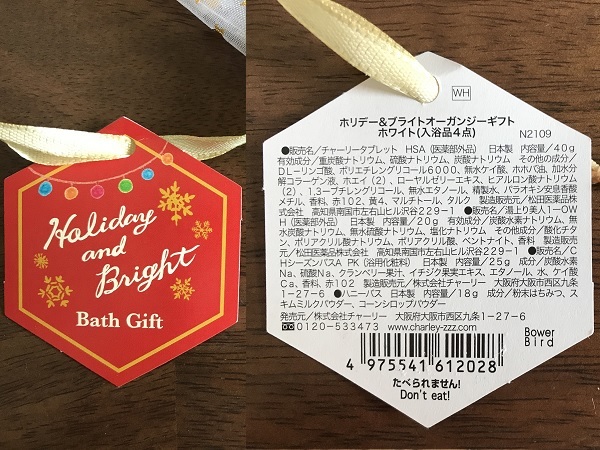 Holiday
and
Bright
Bath Gift
WH
ホリデー&ブライトオーガンジーギフト
ホワイト(入浴品4点)
N2109
●販売名/チャーリータブレット HSA(医薬部外品) 日本製 内容量/40g
有効成分/重炭酸ナトリウム、硫酸ナトリウム、炭酸ナトリウム その他の成分/
DL-リンゴ酸、ポリエチレングリコール6000、無水ケイ酸、ホホバ油、加水分
解コラーゲン液、ホエイ(2)、ローヤルゼリーエキス、ヒアルロン酸ナトリウム
(2)、1,3-ブチレングリコール、無水エタノール、精製水、パラオキシ安息香酸
メチル、香料、赤102、黄4、マルチトール、タルク 製造販売元/松田医薬品株式
会社 高知県南国市左右山ヒル沢谷229-1 ●販売名/湯上り美人1-OW
H(医薬部外品) 日本製 内容量/20g 有効成分/炭酸水素ナトリウム、無
水炭酸ナトリウム、無水硫酸ナトリウム、塩化ナトリウム その他成分/酸化チタ
ン、ポリアクリル酸ナトリウム、ポリアクリル酸、ベントナイト、香料 製造販売元
/松田医薬品株式会社 高知県南国市左右山ヒル沢谷229-1 ●販売名/C
HシーズンバスA PK(浴用化粧料) 日本製 内容量/25g 成分/炭酸水素
Na、硫酸Na、クランベリー果汁、イチジク果実エキス、エタノール、水、ケイ酸
Ca、香料、赤102 製造販売元/株式会社チャーリー 大阪府大阪市西区九条
1-27-6 ●ハニーバス 日本製 内容量/18g 成分/粉末はちみつ、ス
キムミルクパウダー、コーンシロップパウダー
発売元/株式会社チャーリー 大阪府大阪市西区九条1-27-6
☎0120-533473 www.charley-zzz.com/
Bower
Bird
4 975541 612028
たべられません!
Don't eat!